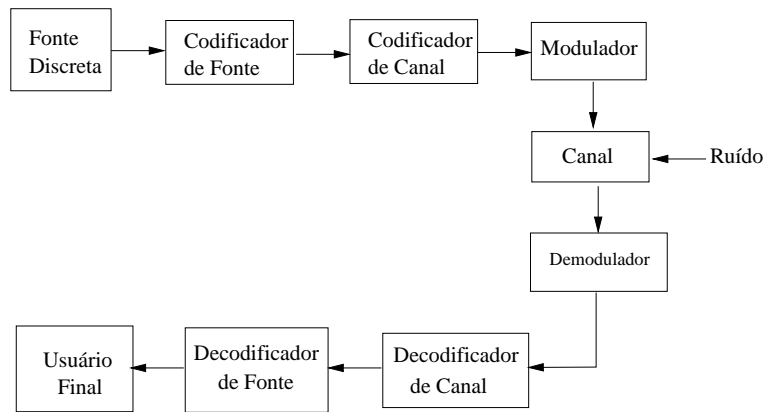 Fonte
Discreta
Codificador
de Fonte
Codificador
de Canal
Modulador
Canal
Ruído
Demodulador
Decodificador
de Canal
Decodificador
de Fonte
Usuário
Final